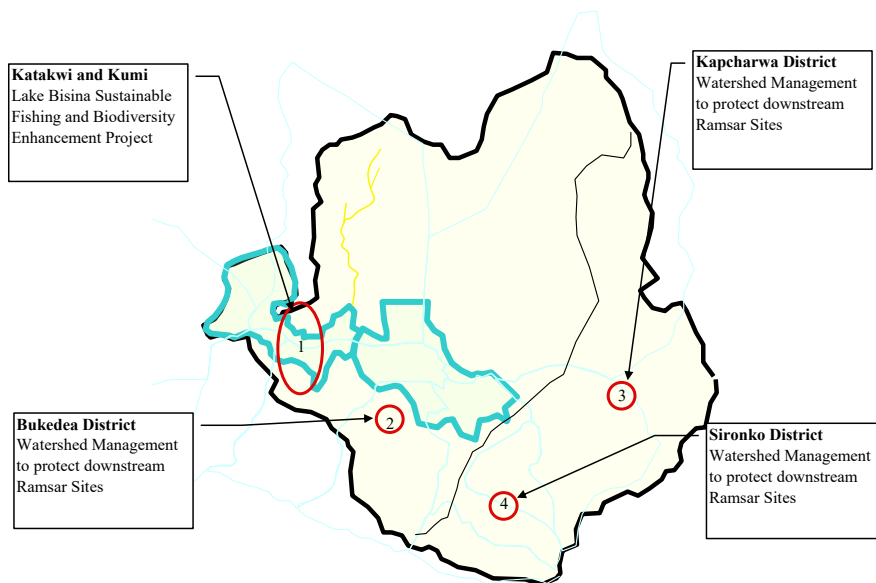 Katakwi and Kumi
Lake Bisina Sustainable
Fishing and Biodiversity
Enhancement Project
Kapcharwa District
Watershed Management
to protect downstream
Ramsar Sites
1
3
2
Bukedea District
Watershed Management
to protect downstream
Ramsar Sites
Sironko District
Watershed Management
to protect downstream
Ramsar Sites
4